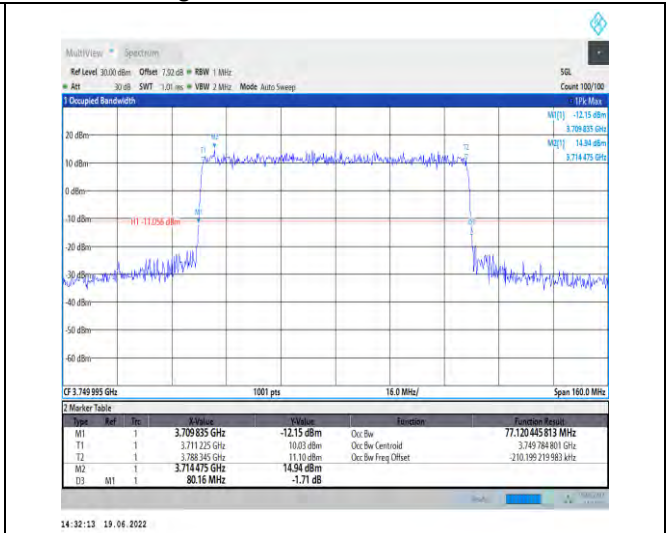 MultiView Spectrum
Ref Level 30.00 dBm Offset 7.92 dB RBW 1 MHz SGL
Att 30 dB SWT 1.01 ms VBW 2 MHz Mode Auto Sweep Count 100/100
1 Occupied Bandwidth 1Pk Max
M1[1] -12.15 dBm
3.709 835 GHz
M2[1] 14.94 dBm
3.714 475 GHz
20 dBm
M2
T1
T2
10 dBm
0 dBm
M1
-10 dBm
H1 -11.056 dBm
D3
-20 dBm
-30 dBm
-40 dBm
-50 dBm
-60 dBm
CF 3.749 995 GHz 1001 pts 16.0 MHz/ Span 160.0 MHz
2 Marker Table
Type Ref Trc X-Value Y-Value Function Function Result
M1 1 3.709 835 GHz -12.15 dBm Occ Bw 77.120 445 813 MHz
T1 1 3.711 225 GHz 10.03 dBm Occ Bw Centroid 3.749 784 801 GHz
T2 1 3.788 345 GHz 11.10 dBm Occ Bw Freq Offset -210.199 219 983 kHz
M2 1 3.714 475 GHz 14.94 dBm
D3 M1 1 80.16 MHz -1.71 dB
14:32:13 19.06.2022